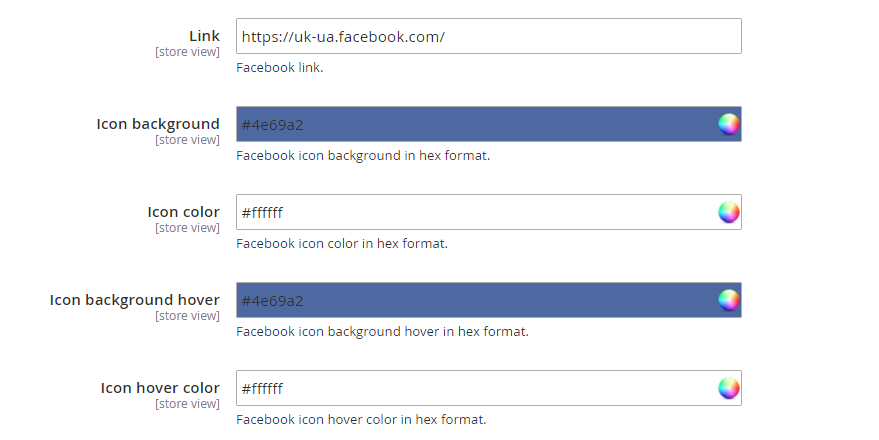 Link
[store view]
https://uk-ua.facebook.com/
Facebook link.
Icon background
[store view]
#4e69a2
Facebook icon background in hex format.
Icon color
[store view]
#ffffff
Facebook icon color in hex format.
Icon background hover
[store view]
#4e69a2
Facebook icon background hover in hex format.
Icon hover color
[store view]
#ffffff
Facebook icon hover color in hex format.